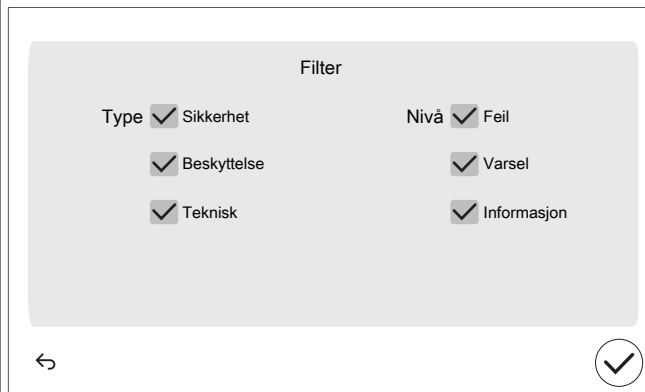 Filter
Type Sikkerhet Nivå Feil
Beskyttelse Varsel
Teknisk Informasjon